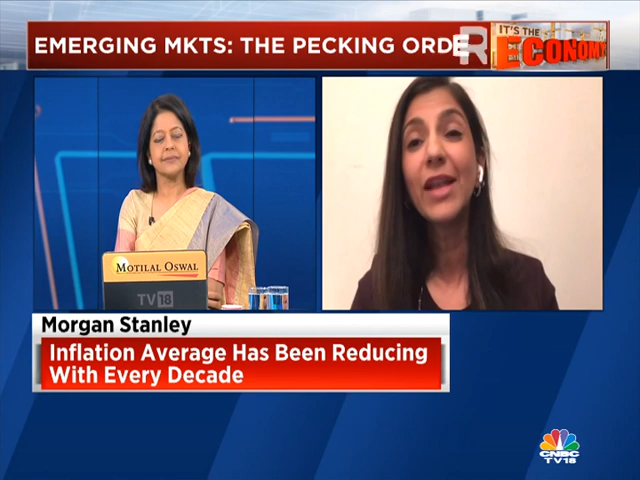 EMERGING MKTS: THE PECKING ORDER
IT'S THE
ECONOMY
MOTILAL OSWAL
TV18
Morgan Stanley
Inflation Average Has Been Reducing
With Every Decade
CNBC
TV18